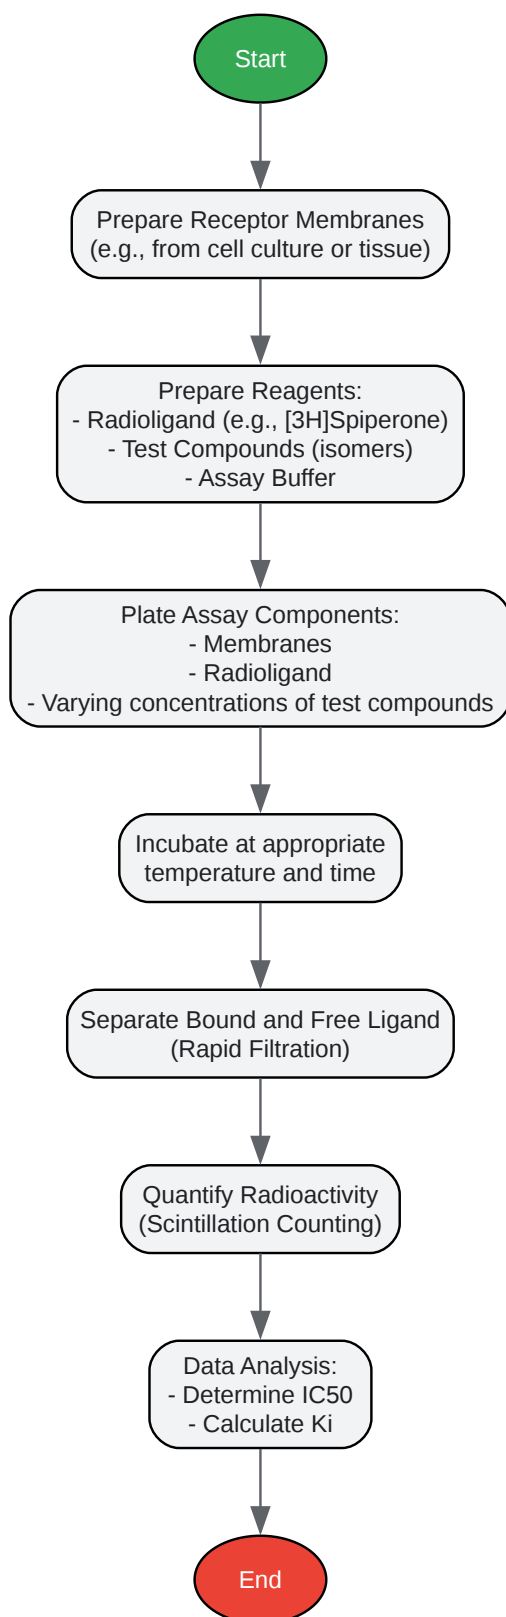 Start
Prepare Receptor Membranes
(e.g., from cell culture or tissue)
Prepare Reagents:
- Radioligand (e.g., [3H]Spiperone)
- Test Compounds (isomers)
- Assay Buffer
Plate Assay Components:
- Membranes
- Radioligand
- Varying concentrations of test compounds
Incubate at appropriate
temperature and time
Separate Bound and Free Ligand
(Rapid Filtration)
Quantify Radioactivity
(Scintillation Counting)
Data Analysis:
- Determine IC50
- Calculate Ki
End